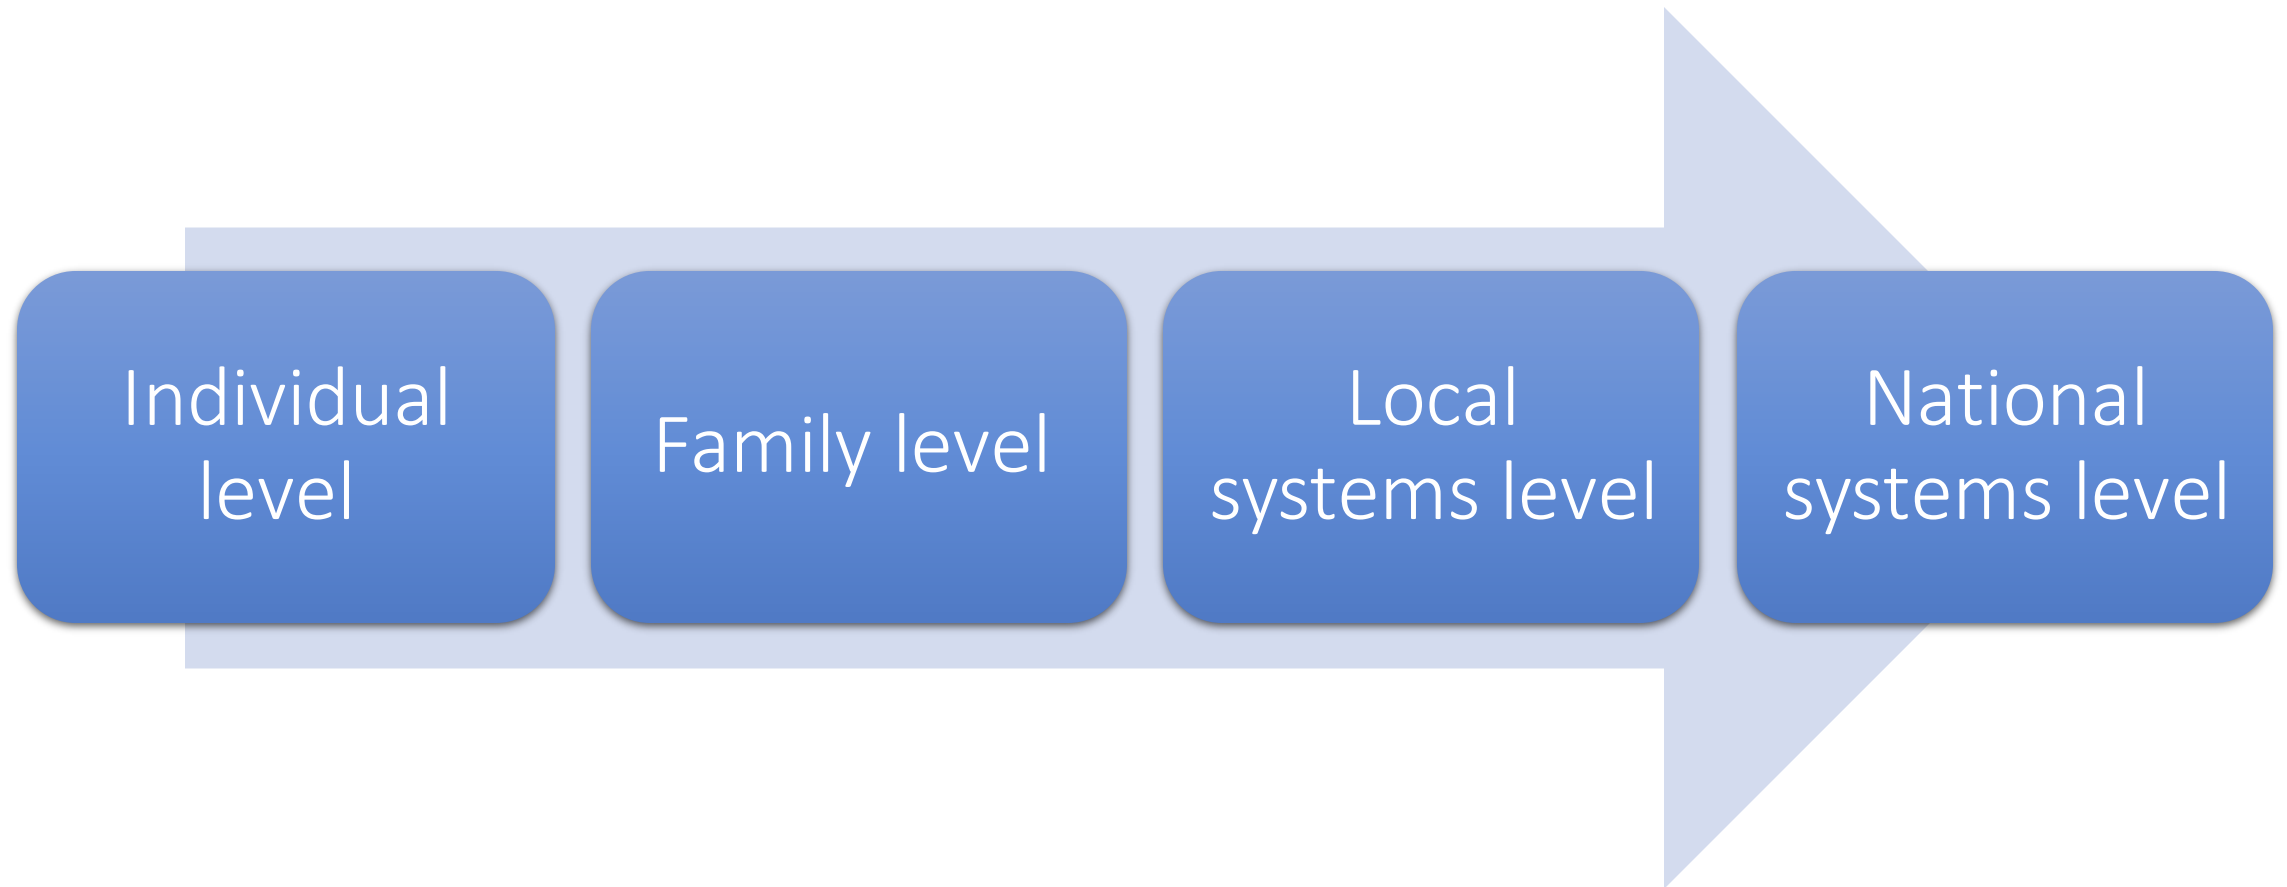 Individual
level
Family level
Local
systems level
National
systems level